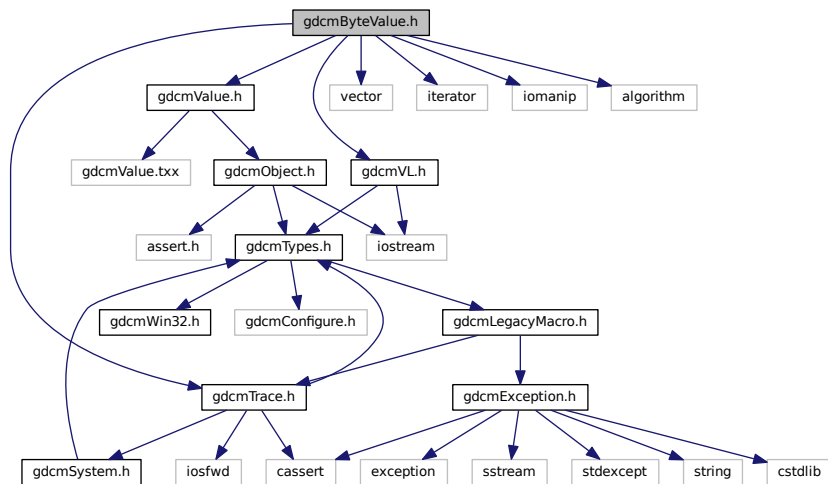 gdcmByteValue.h
gdcmValue.h
vector
iterator
iomanip
algorithm
gdcmValue.txx
gdcmObject.h
gdcmVL.h
assert.h
gdcmTypes.h
iostream
gdcmWin32.h
gdcmConfigure.h
gdcmLegacyMacro.h
gdcmTrace.h
gdcmException.h
gdcmSystem.h
iosfwd
cassert
exception
sstream
stdexcept
string
cstdlib